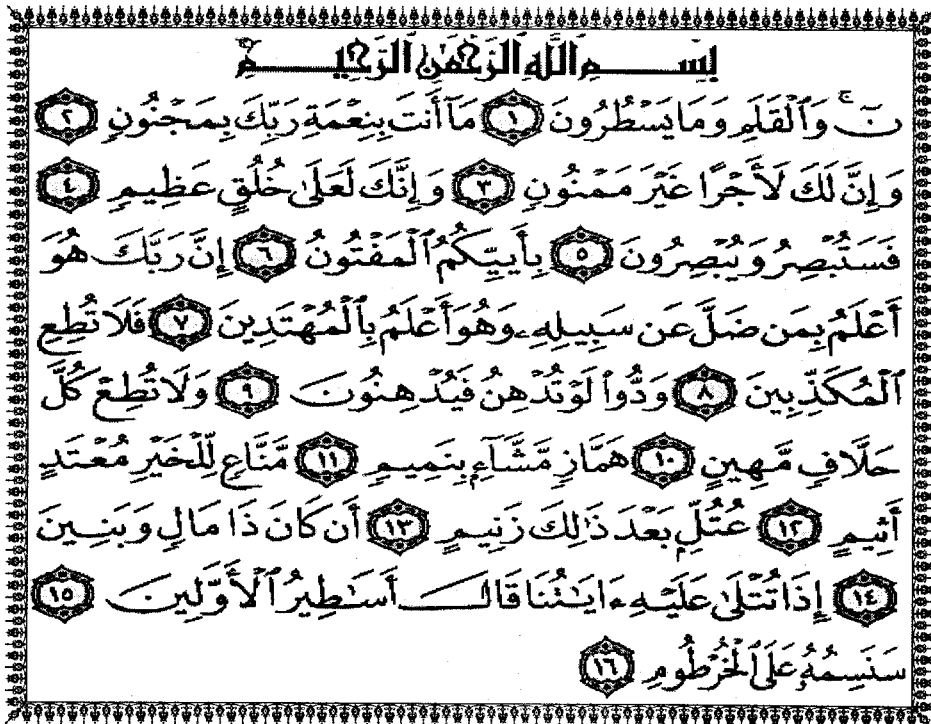 بِسْمِ ٱللَّهِ ٱلرَّحْمَٰنِ ٱلرَّحِيمِ
نٓ ۚ وَٱلْقَلَمِ وَمَا يَسْطُرُونَ ١ مَآ أَنتَ بِنِعْمَةِ رَبِّكَ بِمَجْنُونٍ ٢
وَإِنَّ لَكَ لَأَجْرًا غَيْرَ مَمْنُونٍ ٣ وَإِنَّكَ لَعَلَىٰ خُلُقٍ عَظِيمٍ ٤
فَسَتُبْصِرُ وَيُبْصِرُونَ ٥ بِأَييِّكُمُ ٱلْمَفْتُونُ ٦ إِنَّ رَبَّكَ هُوَ
أَعْلَمُ بِمَن ضَلَّ عَن سَبِيلِهِۦ وَهُوَ أَعْلَمُ بِٱلْمُهْتَدِينَ ٧ فَلَا تُطِعِ
ٱلْمُكَذِّبِينَ ٨ وَدُّوا۟ لَوْ تُدْهِنُ فَيُدْهِنُونَ ٩ وَلَا تُطِعْ كُلَّ
حَلَّافٍ مَّهِينٍ ١٠ هَمَّازٍ مَّشَّآءٍۭ بِنَمِيمٍ ١١ مَّنَّاعٍ لِّلْخَيْرِ مُعْتَدٍ
أَثِيمٍ ١٢ عُتُلٍّۭ بَعْدَ ذَٰلِكَ زَنِيمٍ ١٣ أَن كَانَ ذَا مَالٍ وَبَنِينَ
١٤ إِذَا تُتْلَىٰ عَلَيْهِ ءَايَـٰتُنَا قَالَ أَسَـٰطِيرُ ٱلْأَوَّلِينَ ١٥
سَنَسِمُهُۥ عَلَى ٱلْخُرْطُومِ ١٦